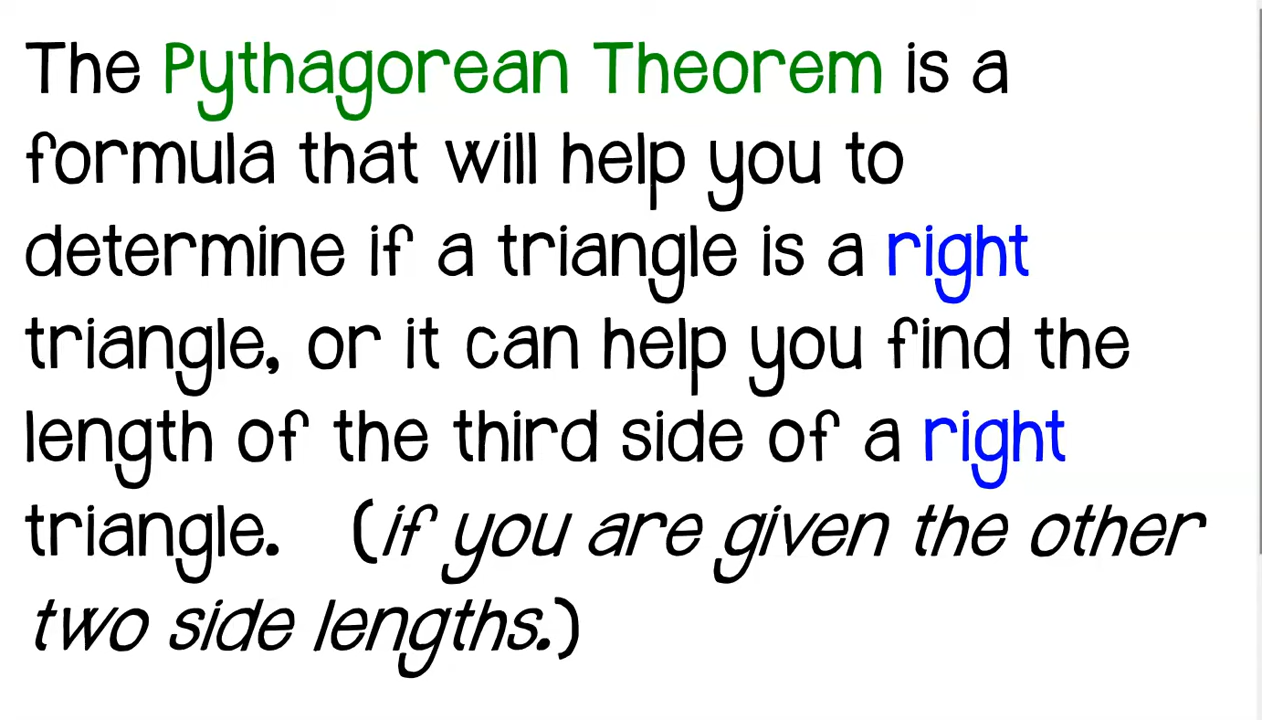 The Pythagorean Theorem is a
formula that will help you to
determine if a triangle is a right
triangle, or it can help you find the
length of the third side of a right
triangle. (if you are given the other
two side lengths.)